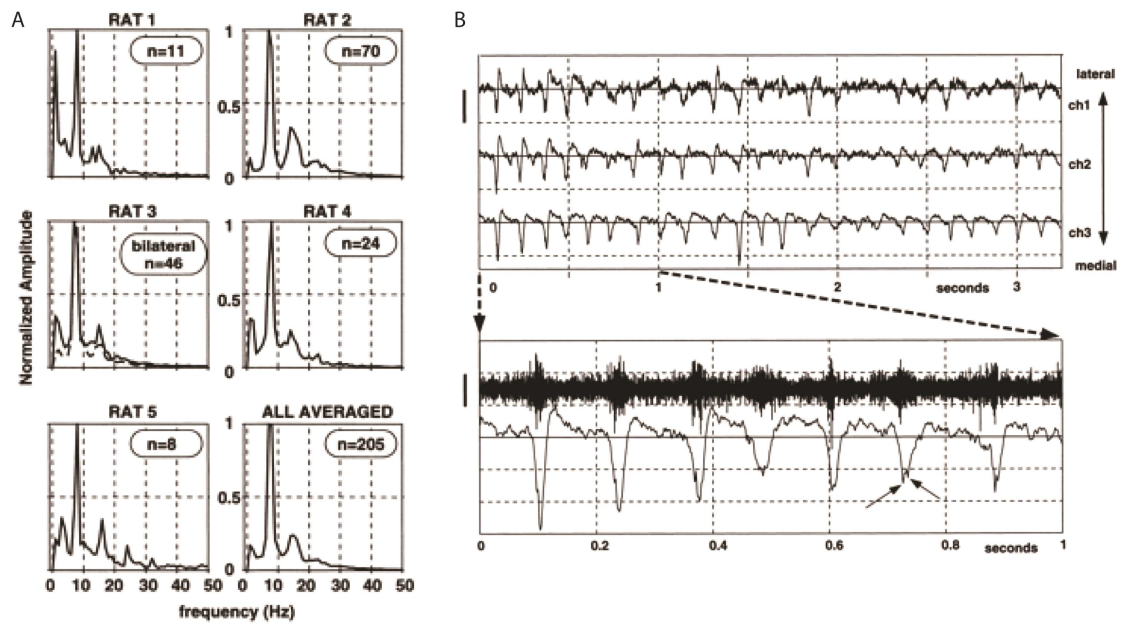 A
RAT 1
RAT 2
1
n=11
n=70
0.5
0
RAT 3
RAT 4
1
bilateral
n=46
n=24
0.5
0
RAT 5
ALL AVERAGED
1
n=8
n=205
0.5
0
Normalized Amplitude
0 10 20 30 40 50 0 10 20 30 40 50
frequency (Hz)
B
lateral
ch1
ch2
ch3
medial
0 1 2 seconds 3
0 0.2 0.4 0.6 0.8 seconds 1